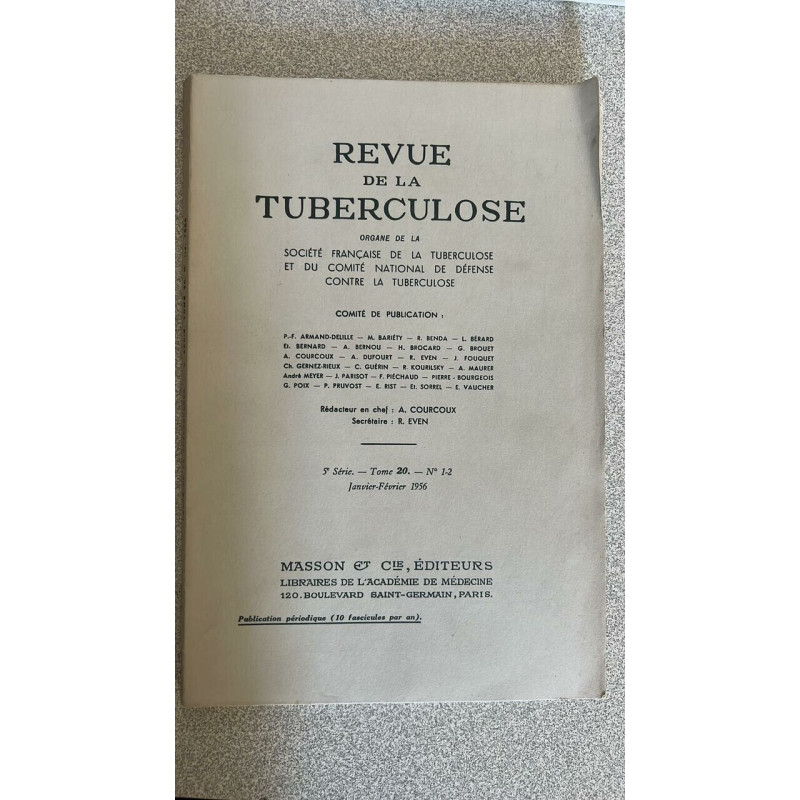 REVUE
DE LA
TUBERCULOSE
ORGANE DE LA
SOCIÉTÉ FRANÇAISE DE LA TUBERCULOSE
ET DU COMITÉ NATIONAL DE DÉFENSE
CONTRE LA TUBERCULOSE
COMITÉ DE PUBLICATION :
P.-F. ARMAND-DELILLE — M. BARIÉTY — R. BENDA — L. BÉRARD
Et. BERNARD — A. BERNOU — H. BROCARD — G. BROUET
A. COURCOUX — A. DUFOURT — R. EVEN — J. FOUQUET
Ch. GERNEZ-RIEUX — C. GUÉRIN — R. KOURILSKY — A. MAURER
André MEYER — J. PARISOT — F. PIÉCHAUD — PIERRE - BOURGEOIS
G. POIX — P. PRUVOST — E. RIST — Et. SORREL — E. VAUCHER
Rédacteur en chef : A. COURCOUX
Secrétaire : R. EVEN
5e Série. — Tome 20. — N° 1-2
Janvier-Février 1956
MASSON ET CIE, ÉDITEURS
LIBRAIRES DE L'ACADÉMIE DE MÉDECINE
120. BOULEVARD SAINT-GERMAIN, PARIS.
Publication périodique (10 fascicules par an).